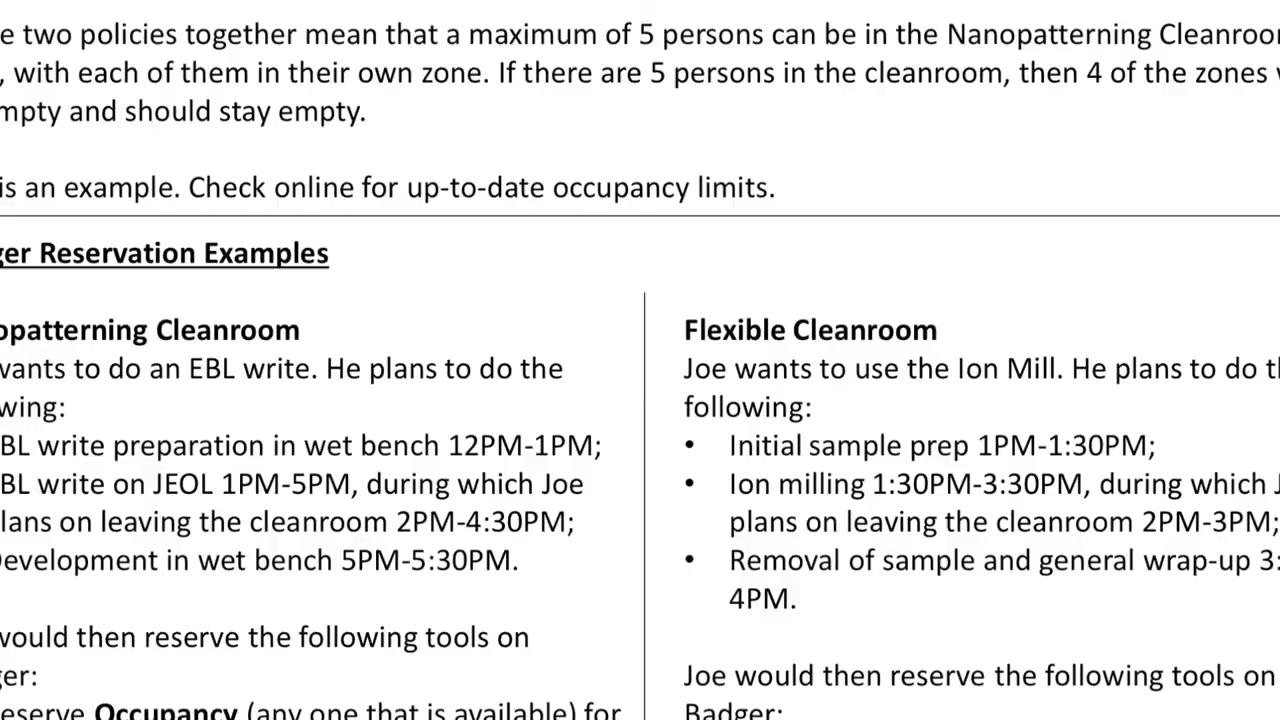 e two policies together mean that a maximum of 5 persons can be in the Nanopatterning Cleanroom
, with each of them in their own zone. If there are 5 persons in the cleanroom, then 4 of the zones
mpty and should stay empty.
is an example. Check online for up-to-date occupancy limits.
ger Reservation Examples
opatterning Cleanroom
wants to do an EBL write. He plans to do the
wing:
BL write preparation in wet bench 12PM-1PM;
BL write on JEOL 1PM-5PM, during which Joe
lans on leaving the cleanroom 2PM-4:30PM;
Development in wet bench 5PM-5:30PM.
would then reserve the following tools on
ger:
eserve Occupancy (any one that is available) for
Flexible Cleanroom
Joe wants to use the Ion Mill. He plans to do th
following:
• Initial sample prep 1PM-1:30PM;
• Ion milling 1:30PM-3:30PM, during which J
plans on leaving the cleanroom 2PM-3PM;
• Removal of sample and general wrap-up 3:
4PM.
Joe would then reserve the following tools on
Badger: